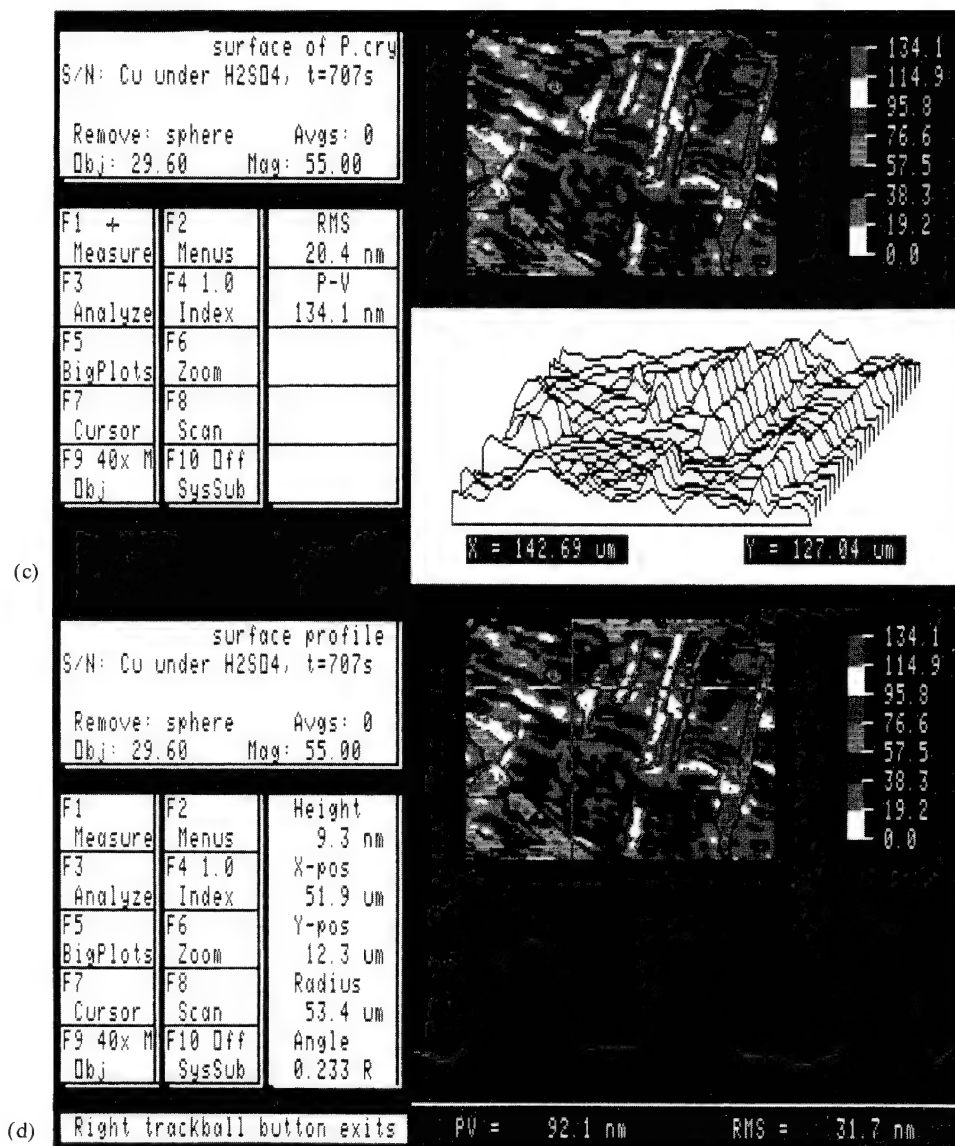 surface of P.cry
S/N: Cu under H2SO4, t=707s
Remove: sphere Avgs: 0
Obj: 29.60 Mag: 55.00
F1 + F2 RMS
Measure Menus 20.4 nm
F3 F4 1.0 P-V
Analyze Index 134.1 nm
F5 F6
BigPlots Zoom
F7 F8
Cursor Scan
F9 40x M F10 Off
Obj SysSub
134.1
114.9
95.8
76.6
57.5
38.3
19.2
0.0
X = 142.69 um Y = 127.04 um
(c)
surface profile
S/N: Cu under H2SO4, t=707s
Remove: sphere Avgs: 0
Obj: 29.60 Mag: 55.00
F1 F2 Height
Measure Menus 9.3 nm
F3 F4 1.0 X-pos
Analyze Index 51.9 um
F5 F6 Y-pos
BigPlots Zoom 12.3 um
F7 F8 Radius
Cursor Scan 53.4 um
F9 40x M F10 Off Angle
Obj SysSub 0.233 R
134.1
114.9
95.8
76.6
57.5
38.3
19.2
0.0
(d)
Right trackball button exits PV = 92.1 nm RMS = 31.7 nm